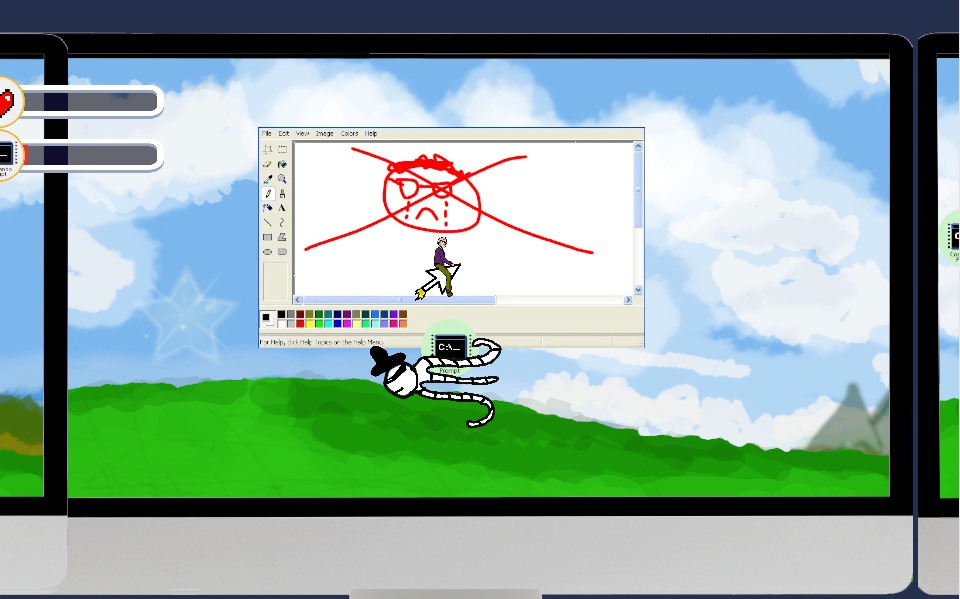 File Edit View Image Colors Help
For Help, click Help Topics on the Help Menu.
C:\_
Prompt